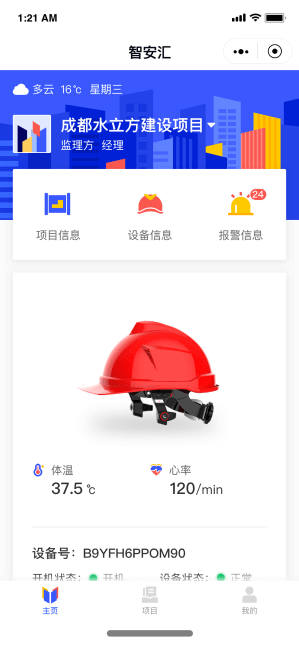 1:21 AM
智安汇
多云 16℃ 星期三
成都水立方建设项目
监理方 经理
项目信息 设备信息 报警信息
24
体温 心率
37.5 ℃ 120/min
设备号: B9YFH6PPOM90
开机状态: 开机 设备状态: 正常
主页 项目 我的